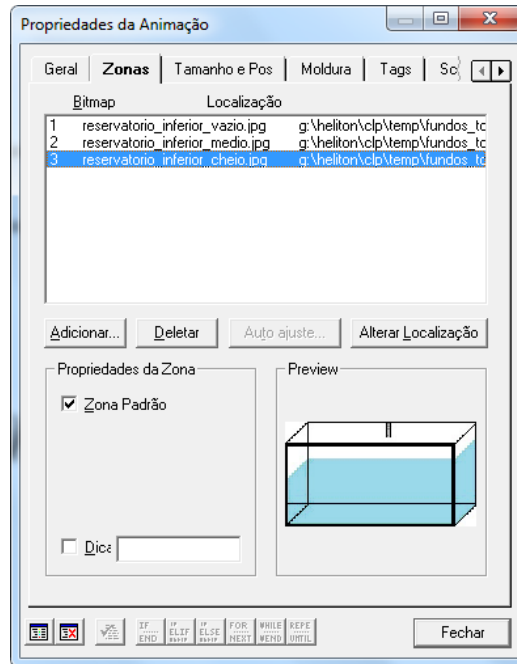 Propriedades da Animação
Geral Zonas Tamanho e Pos Moldura Tags Sc
Bitmap Localização
1 reservatorio_inferior_vazio.jpg g:\heliton\clp\temp\fundos_tc
2 reservatorio_inferior_medio.jpg g:\heliton\clp\temp\fundos_tc
3 reservatorio_inferior_cheio.jpg g:\heliton\clp\temp\fundos_tc
Adicionar... Deletar Auto ajuste... Alterar Localização
Propriedades da Zona Preview
Zona Padrão
Dica
IF END IF ELIF ELSE FOR NEXT WHILE WEND REPE UNTIL Fechar